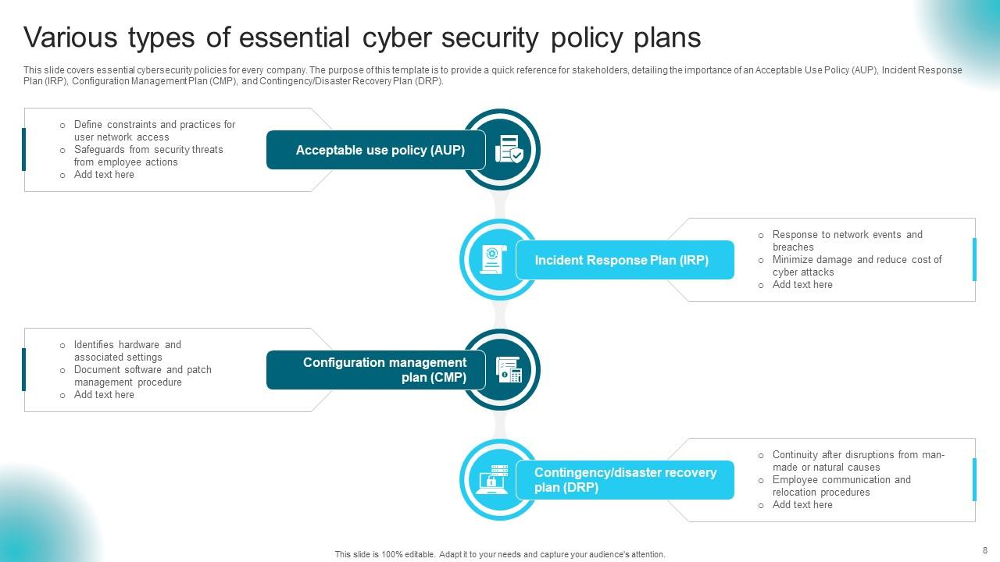 Various types of essential cyber security policy plans
This slide covers essential cybersecurity policies for every company. The purpose of this template is to provide a quick reference for stakeholders, detailing the importance of an Acceptable Use Policy (AUP), Incident Response
Plan (IRP), Configuration Management Plan (CMP), and Contingency/Disaster Recovery Plan (DRP).
o Define constraints and practices for
user network access
o Safeguards from security threats
from employee actions
o Add text here
Acceptable use policy (AUP)
Incident Response Plan (IRP)
o Response to network events and
breaches
o Minimize damage and reduce cost of
cyber attacks
o Add text here
o Identifies hardware and
associated settings
o Document software and patch
management procedure
o Add text here
Configuration management
plan (CMP)
Contingency/disaster recovery
plan (DRP)
o Continuity after disruptions from man-
made or natural causes
o Employee communication and
relocation procedures
o Add text here
This slide is 100% editable. Adapt it to your needs and capture your audience's attention.
8